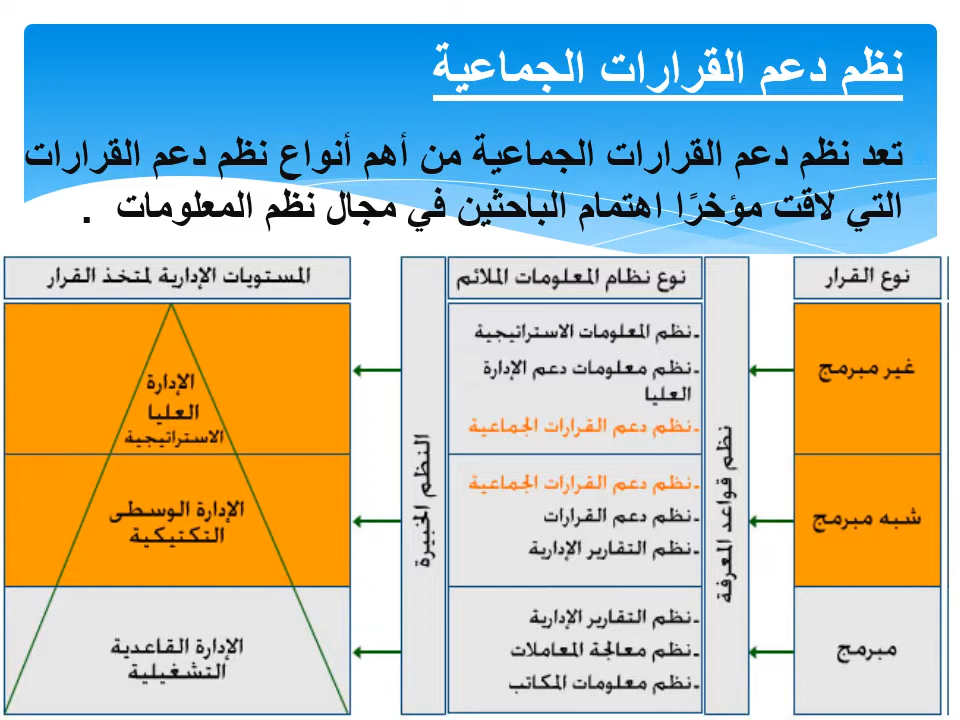 نظم دعم القرارات الجماعية
تعد نظم دعم القرارات الجماعية من أهم أنواع نظم دعم القرارات
التي لاقت مؤخرًا اهتمام الباحثين في مجال نظم المعلومات .
نوع القرار
نوع نظام المعلومات الملائم
المستويات الإدارية لمتخذ القرار
غير مبرمج
شبه مبرمج
مبرمج
نظم قواعد المعرفة
-نظم المعلومات الاستراتيجية
-نظم معلومات دعم الإدارة
العليا
-نظم دعم القرارات الجماعية
-نظم دعم القرارات الجماعية
-نظم دعم القرارات
-نظم التقارير الإدارية
-نظم التقارير الإدارية
-نظم معالجة المعاملات
-نظم معلومات المكاتب
النظم الخبيرة
الإدارة
العليا
الاستراتيجية
الإدارة الوسطى
التكتيكية
الإدارة القاعدية
التشغيلية